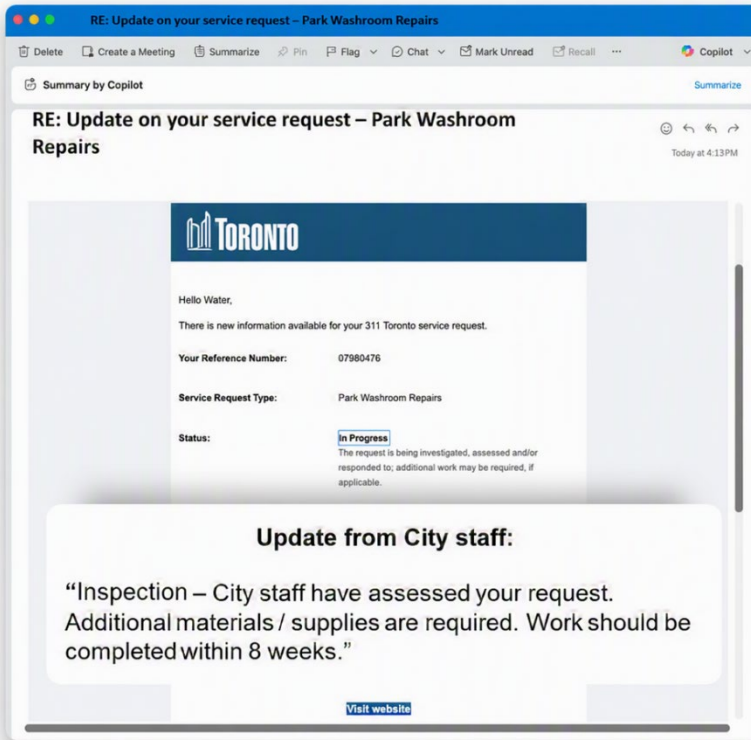 RE: Update on your service request – Park Washroom Repairs
Delete Create a Meeting Summarize Pin Flag Chat Mark Unread Recall ... Copilot
Summary by Copilot Summarize
RE: Update on your service request – Park Washroom
Repairs
Today at 4:13PM
TORONTO
Hello Water,
There is new information available for your 311 Toronto service request.
Your Reference Number: 07980476
Service Request Type: Park Washroom Repairs
Status: In Progress
The request is being investigated, assessed and/or
responded to; additional work may be required, if
applicable.
Update from City staff:
“Inspection – City staff have assessed your request.
Additional materials / supplies are required. Work should be
completed within 8 weeks.”
Visit website